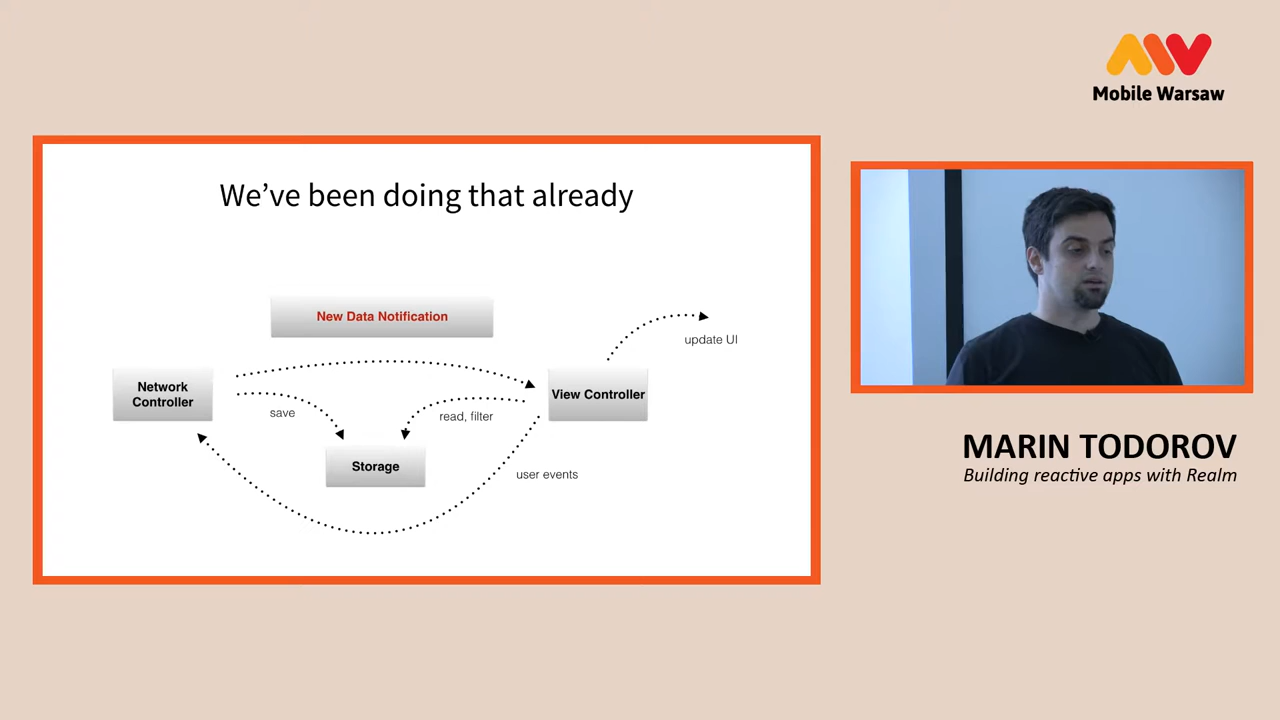 Mobile Warsaw
We've been doing that already
New Data Notification
update UI
Network
Controller
View Controller
save
read, filter
Storage
user events
MARIN TODOROV
Building reactive apps with Realm